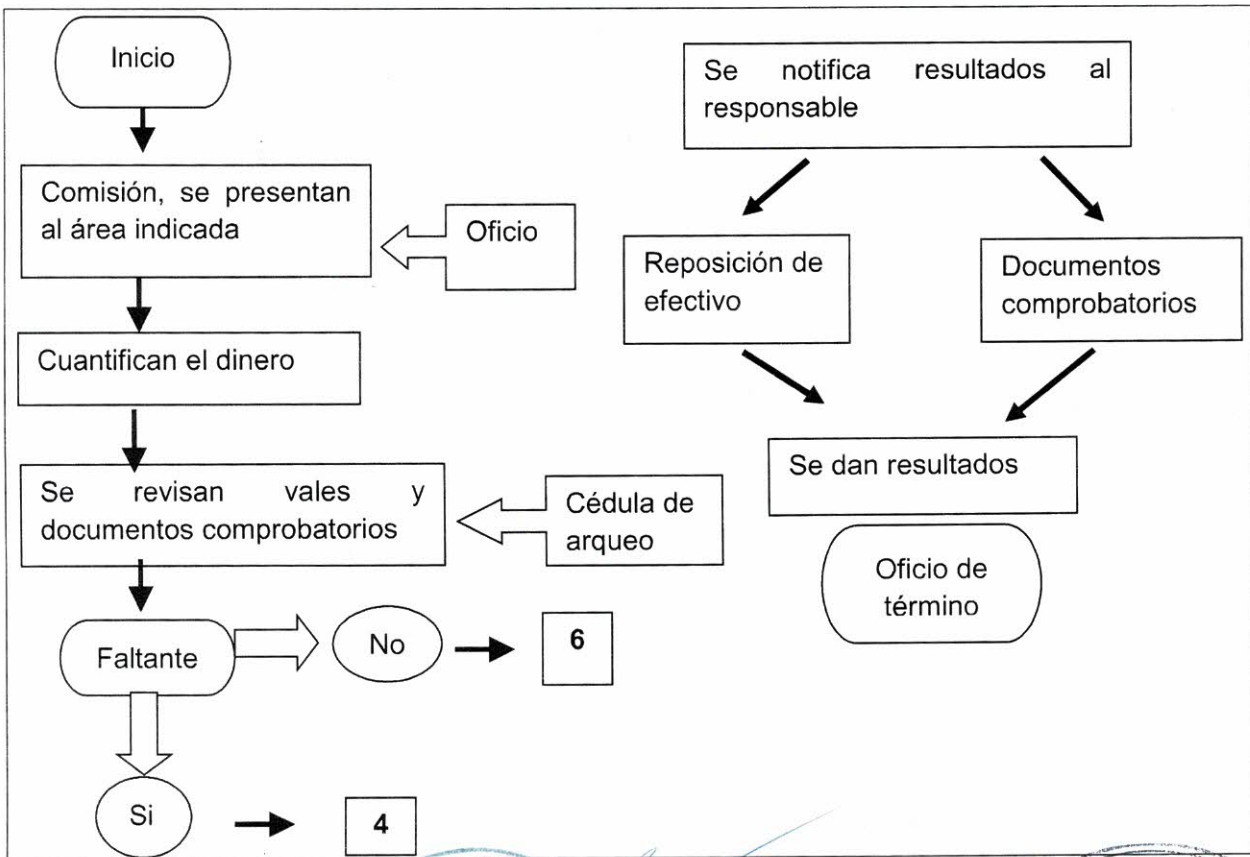 Inicio
Comisión, se presentan
al área indicada
Oficio
Cuantifican el dinero
Se revisan vales y
documentos comprobatorios
Cédula de
arqueo
Faltante
No
6
Si
4
Se notifica resultados al
responsable
Reposición de
efectivo
Documentos
comprobatorios
Se dan resultados
Oficio de
término